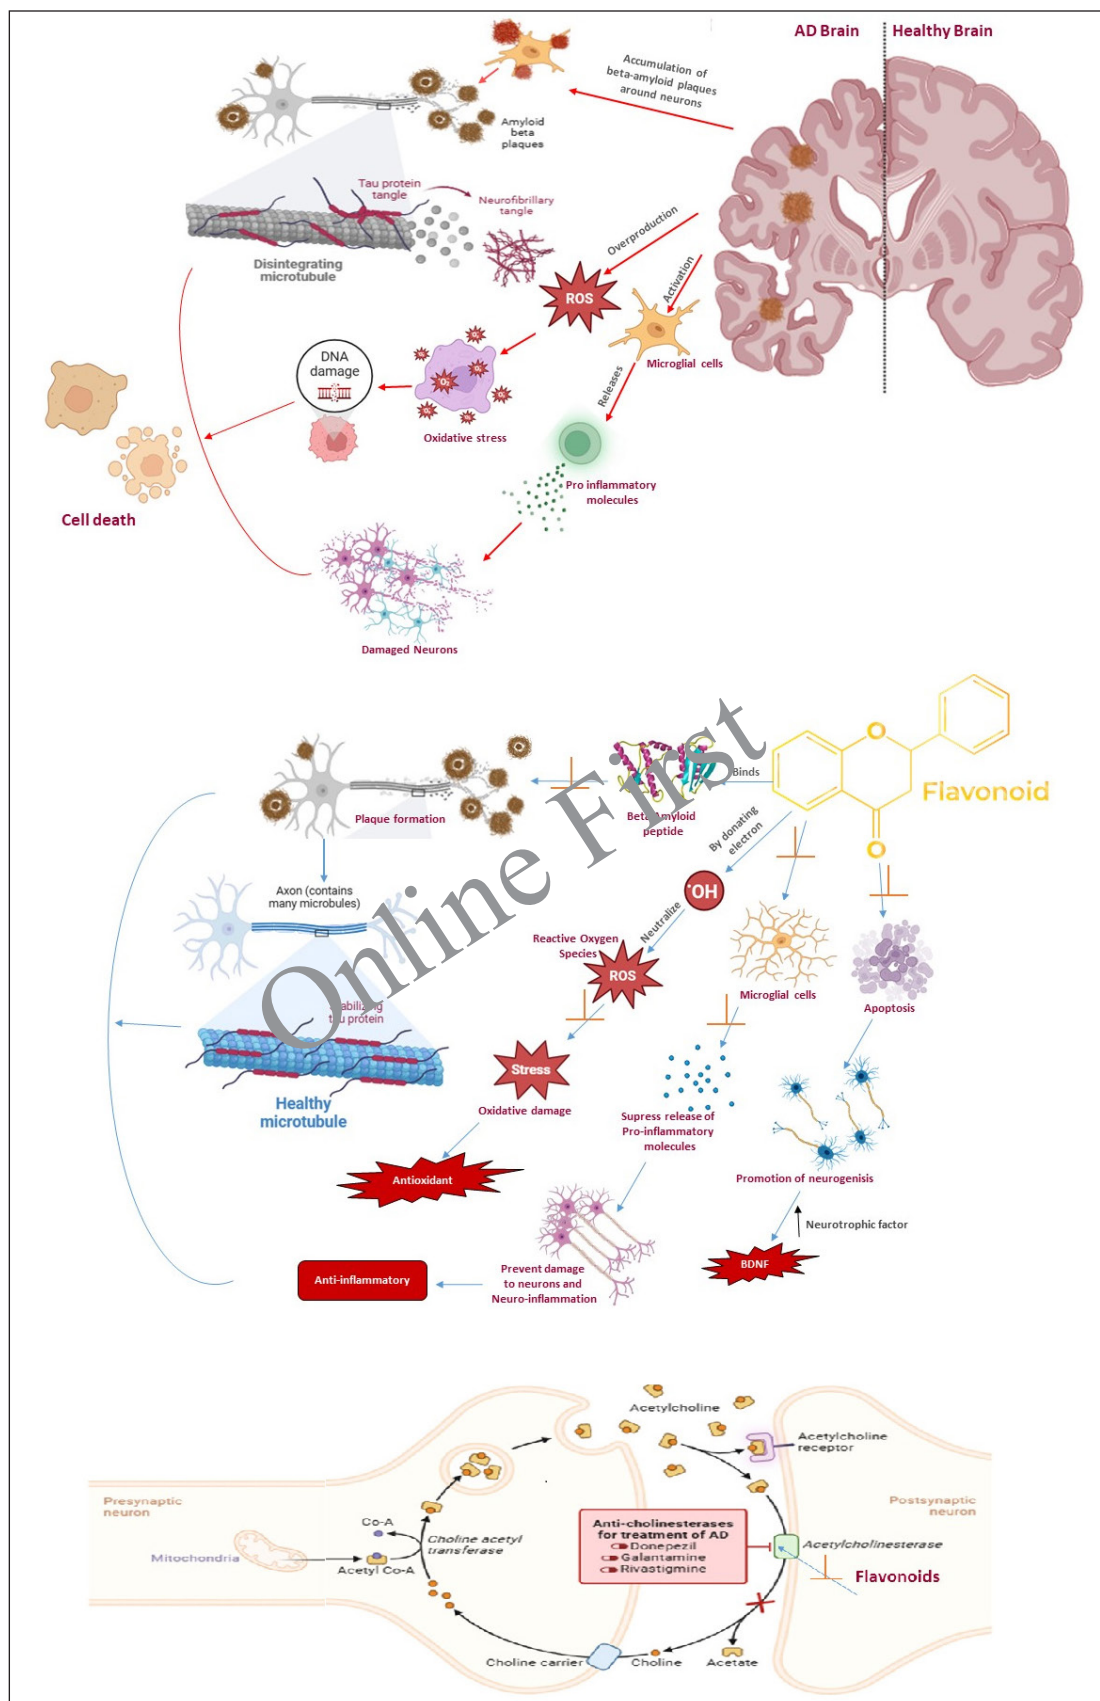 AD Brain
Healthy Brain
Accumulation of
beta-amyloid plaques
around neurons
Amyloid
beta
plaques
Tau protein
tangle
Neurofibrillary
tangle
Disintegrating
microtubule
Overproduction
ROS
Activation
Microglial cells
DNA
damage
O₂
Oxidative stress
Releases
Pro inflammatory
molecules
Cell death
Damaged Neurons
Online First
Binds
Flavonoid
O
O
Beta Amyloid
peptide
Plaque formation
By donating
electron
Axon (contains
many microbules)
•OH
Neutralize
Reactive Oxygen
Species
ROS
Microglial cells
Apoptosis
Stabilizing
tau protein
Stress
Oxidative damage
Healthy
microtubule
Supress release of
Pro-inflammatory
molecules
Antioxidant
Promotion of neurogenisis
Neurotrophic factor
BDNF
Anti-inflammatory
Prevent damage
to neurons and
Neuro-inflammation
Acetylcholine
Acetylcholine
receptor
Presynaptic
neuron
Postsynaptic
neuron
Co-A
Choline acetyl
transferase
Mitochondria
Acetyl Co-A
Anti-cholinesterases
for treatment of AD
Donepezil
Galantamine
Rivastigmine
Acetylcholinesterase
Flavonoids
Choline carrier
Choline
Acetate